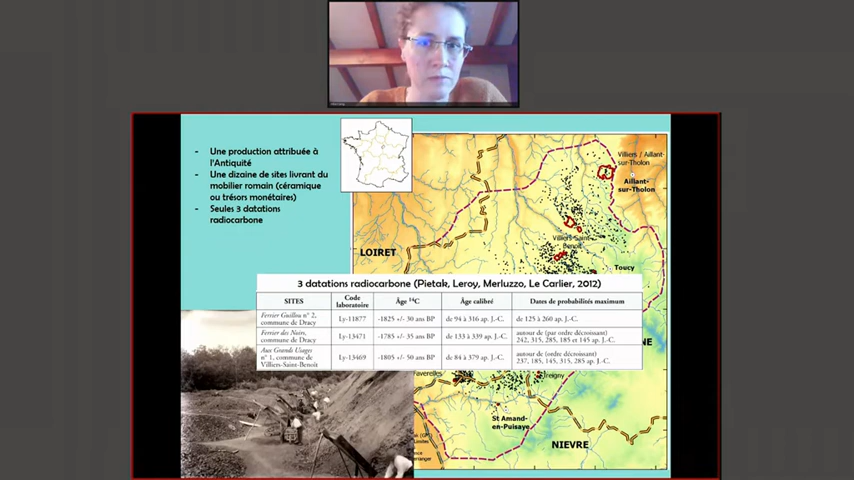 - Une production attribuée à
l'Antiquité
- Une dizaine de sites livrant du
mobilier romain (céramique
ou trésors monétaires)
- Seules 3 datations
radiocarbone
Villiers / Aillant-
sur-Tholon
Aillant-
sur-Tholon
LOIRET
Villiers-Saint-
Benoît
Toucy
3 datations radiocarbone (Pietak, Leroy, Merluzzo, Le Carlier, 2012)
SITES Code laboratoire Âge 14C Âge calibré Dates de probabilités maximum
Ferrier Guillou n° 2, commune de Dracy Ly-11877 -1825 +/- 30 ans BP de 94 à 316 ap. J.-C. de 125 à 260 ap. J.-C.
Ferrier des Noirs, commune de Dracy Ly-13471 -1785 +/- 35 ans BP de 133 à 339 ap. J.-C. autour de (par ordre décroissant) 242, 315, 285, 185 et 145 ap. J.-C.
Aux Grands Usages n° 1, commune de Villiers-Saint-Benoît Ly-13469 -1805 +/- 50 ans BP de 84 à 379 ap. J.-C. autour de (ordre décroissant) 237, 185, 145, 315, 285 ap. J.-C.
NE
Faverelles
Treigny
St Amand-
en-Puisaye
NIEVRE